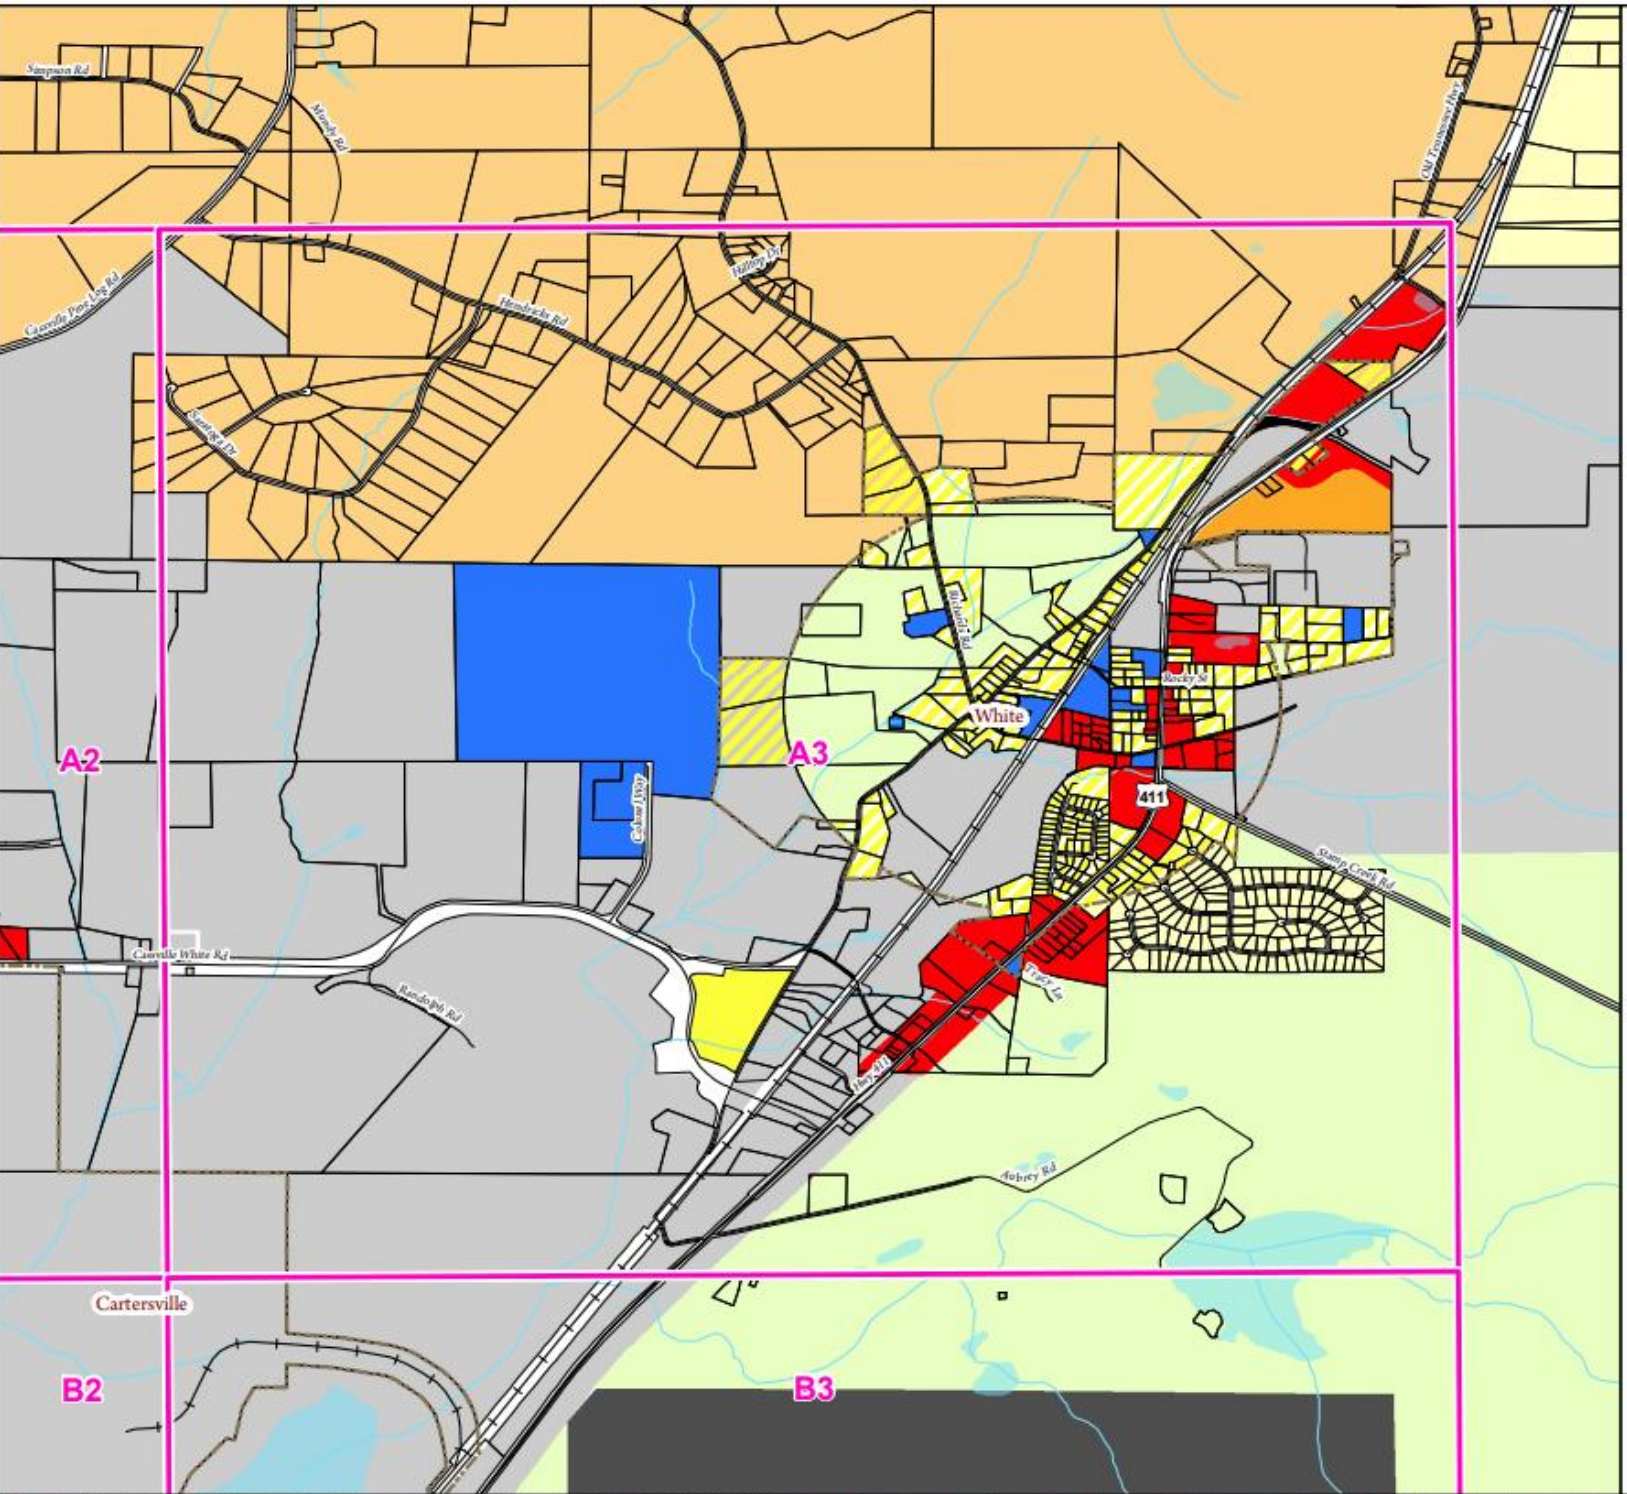 Simpson Rd
Mundy Rd
Old Tennessee Hwy
Hilltop Dr
Cassville Pine Log Rd
Hendricks Rd
Saratoga Dr
Richards Rd
Rocky St
White
A2
A3
411
Colonel Way
Stamp Creek Rd
Cassville White Rd
Tracy Ln
Randolph Rd
Hwy 411
Aubrey Rd
Cartersville
B2
B3